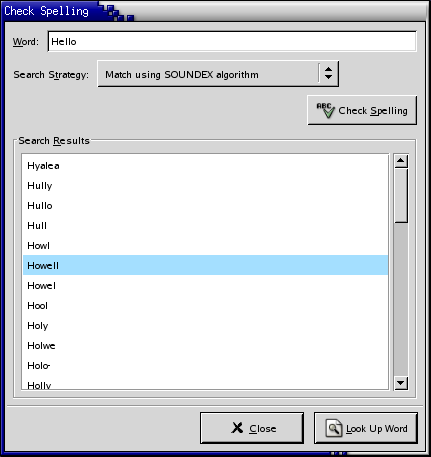 Check Spelling
Word: Hello
Search Strategy: Match using SOUNDEX algorithm
ABC Check Spelling
Search Results
Hyalea
Hully
Hullo
Hull
Howl
Howell
Howel
Hool
Holy
Holwe
Holo-
Holly
Close Look Up Word